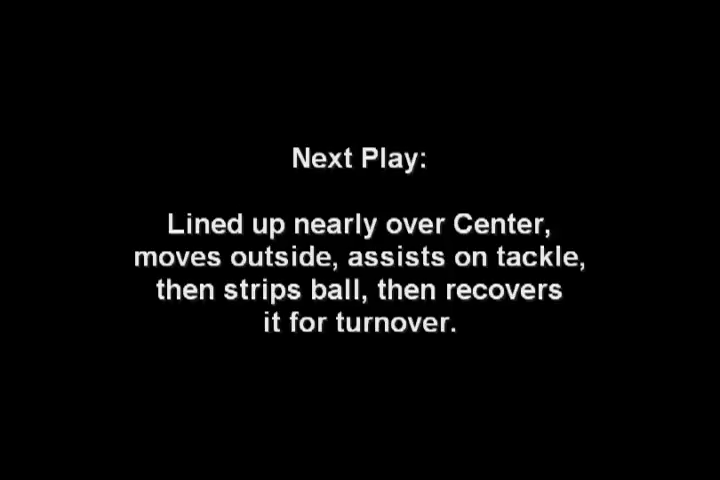 Next Play:
Lined up nearly over Center,
moves outside, assists on tackle,
then strips ball, then recovers
it for turnover.